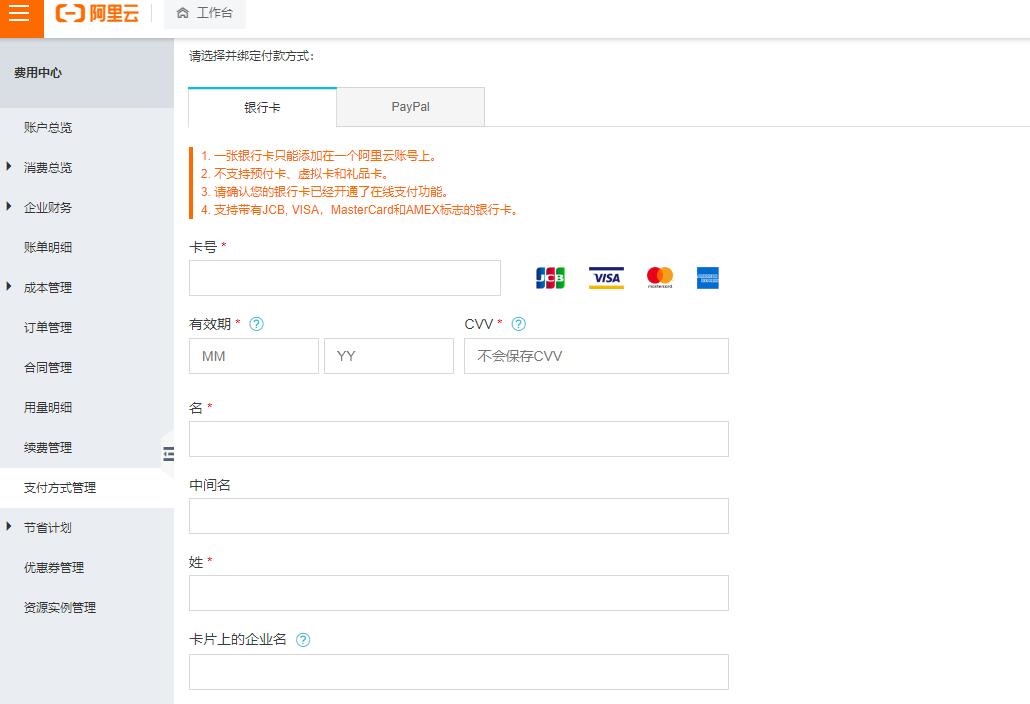 阿里云
工作台
费用中心
账户总览
消费总览
企业财务
账单明细
成本管理
订单管理
合同管理
用量明细
续费管理
支付方式管理
节省计划
优惠券管理
资源实例管理
请选择并绑定付款方式:
银行卡
PayPal
1. 一张银行卡只能添加在一个阿里云账号上。
2. 不支持预付卡、虚拟卡和礼品卡。
3. 请确认您的银行卡已经开通了在线支付功能。
4. 支持带有JCB, VISA, MasterCard和AMEX标志的银行卡。
卡号 *
JCB
VISA
mastercard
有效期 * ?
CVV * ?
MM
YY
不会保存CVV
名 *
中间名
姓 *
卡片上的企业名 ?